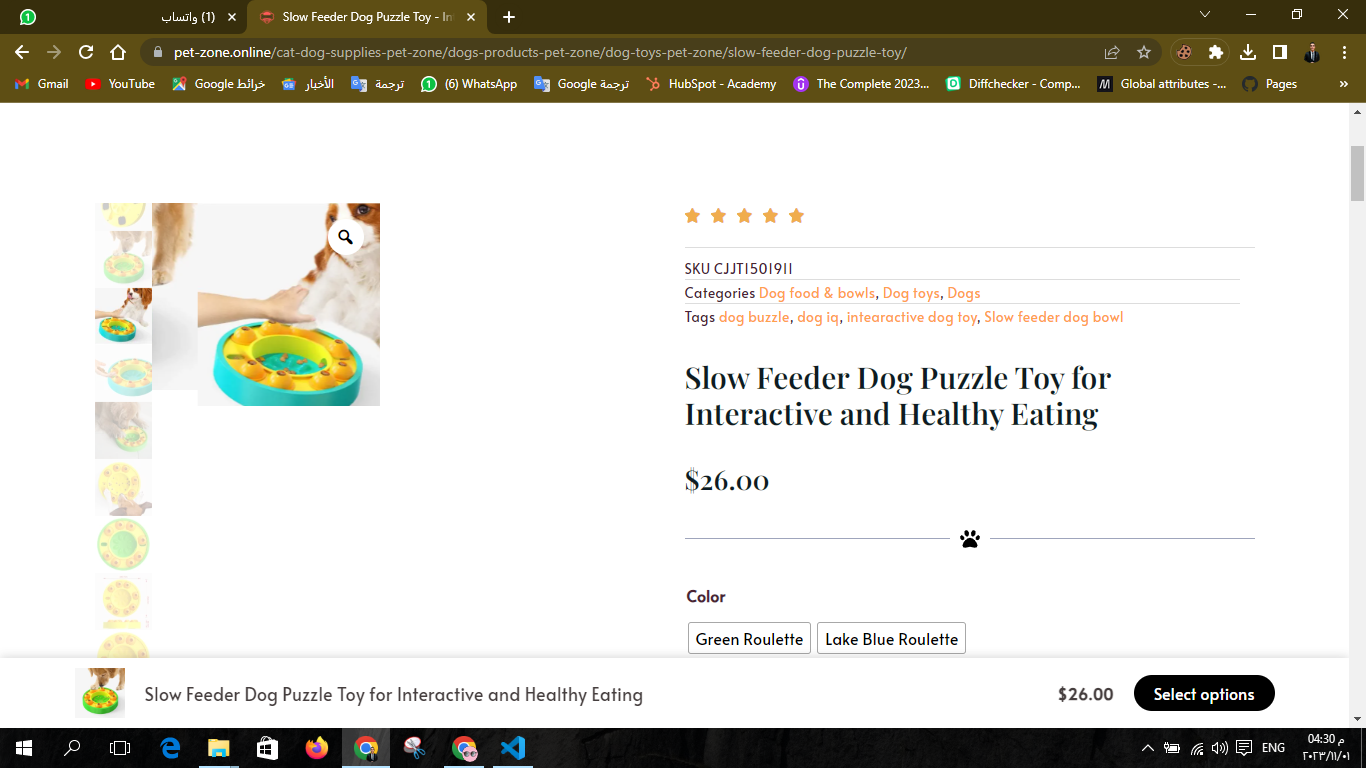 (1) واتساب
Slow Feeder Dog Puzzle Toy - In
pet-zone.online/cat-dog-supplies-pet-zone/dogs-products-pet-zone/dog-toys-pet-zone/slow-feeder-dog-puzzle-toy/
Gmail
YouTube
خرائط Google
الأخبار
ترجمة
(6) WhatsApp
ترجمة Google
HubSpot - Academy
The Complete 2023...
Diffchecker - Comp...
Global attributes -...
Pages
SKU CJJT1501911
Categories Dog food & bowls, Dog toys, Dogs
Tags dog buzzle, dog iq, intearactive dog toy, Slow feeder dog bowl
Slow Feeder Dog Puzzle Toy for
Interactive and Healthy Eating
$26.00
Color
Green Roulette
Lake Blue Roulette
Slow Feeder Dog Puzzle Toy for Interactive and Healthy Eating
$26.00
Select options
ENG
04:30 م
٢٠٢٣/١١/٠١